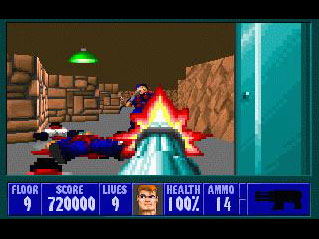 FLOOR SCORE LIVES HEALTH AMMO
9 720000 9 100% 14